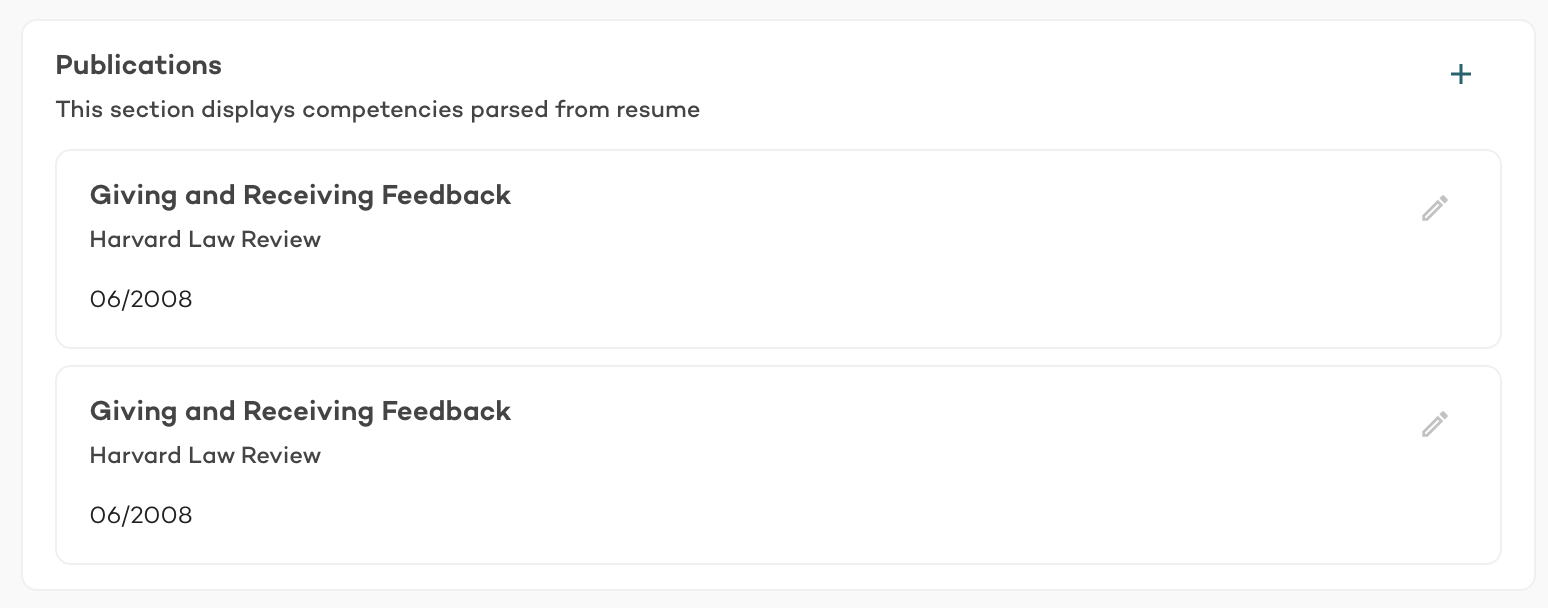 Publications
This section displays competencies parsed from resume
Giving and Receiving Feedback
Harvard Law Review
06/2008
Giving and Receiving Feedback
Harvard Law Review
06/2008